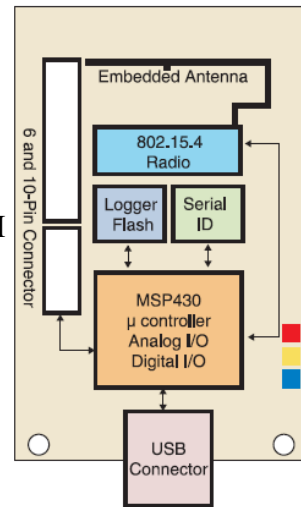 Embedded Antenna
6 and 10-Pin Connector
802.15.4
Radio
Logger
Flash
Serial
ID
MSP430
µ controller
Analog I/O
Digital I/O
USB
Connector